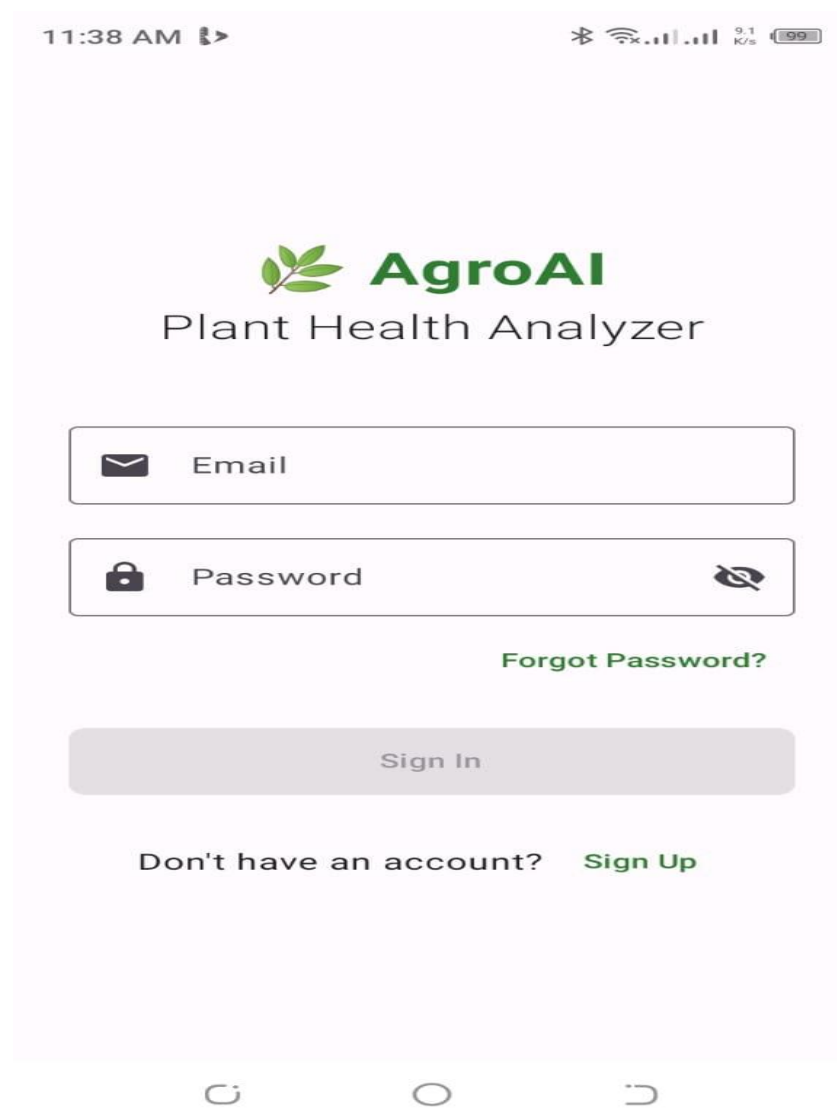 11:38 AM
9.1
K/s
99
AgroAI
Plant Health Analyzer
Email
Password
Forgot Password?
Sign In
Don't have an account? Sign Up